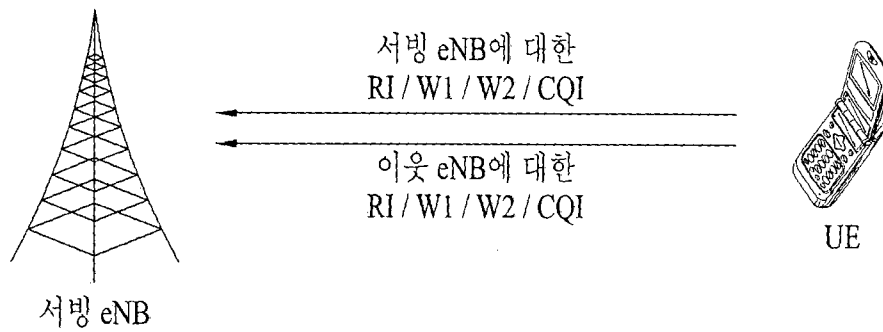 서빙 eNB에 대한
RI / W1 / W2 / CQI
이웃 eNB에 대한
RI / W1 / W2 / CQI
UE
서빙 eNB